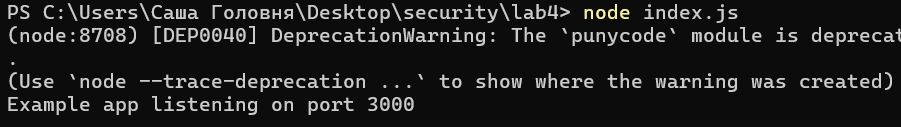 PS C:\Users\Саша Головня\Desktop\security\lab4> node index.js
(node:8708) [DEP0040] DeprecationWarning: The `punycode` module is deprecat
.
(Use `node --trace-deprecation ...` to show where the warning was created)
Example app listening on port 3000